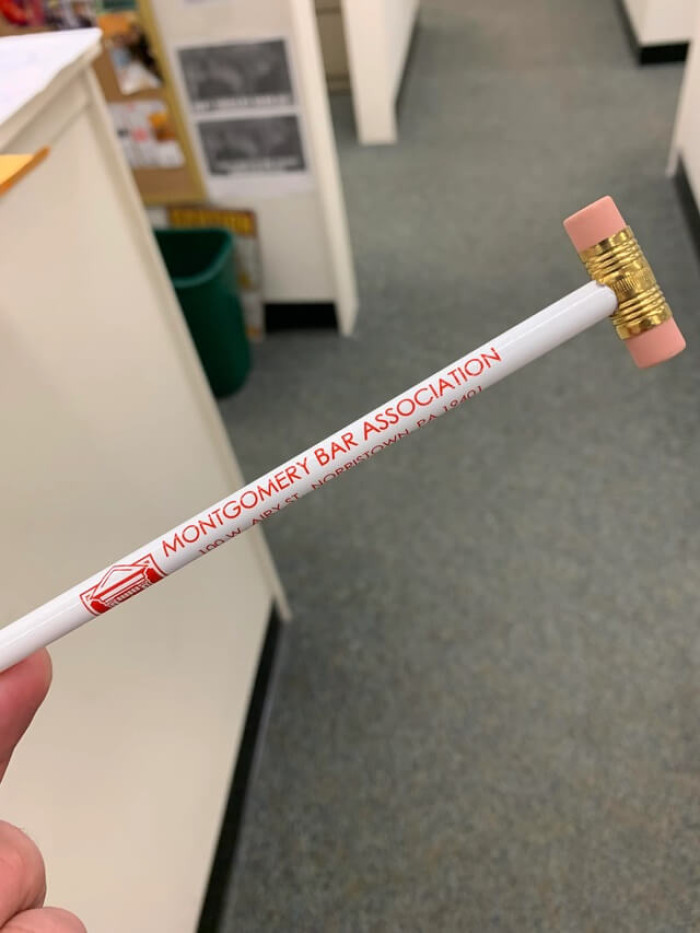 MONTGOMERY BAR ASSOCIATION
100 W. AIRY ST. NORRISTOWN, PA 19401